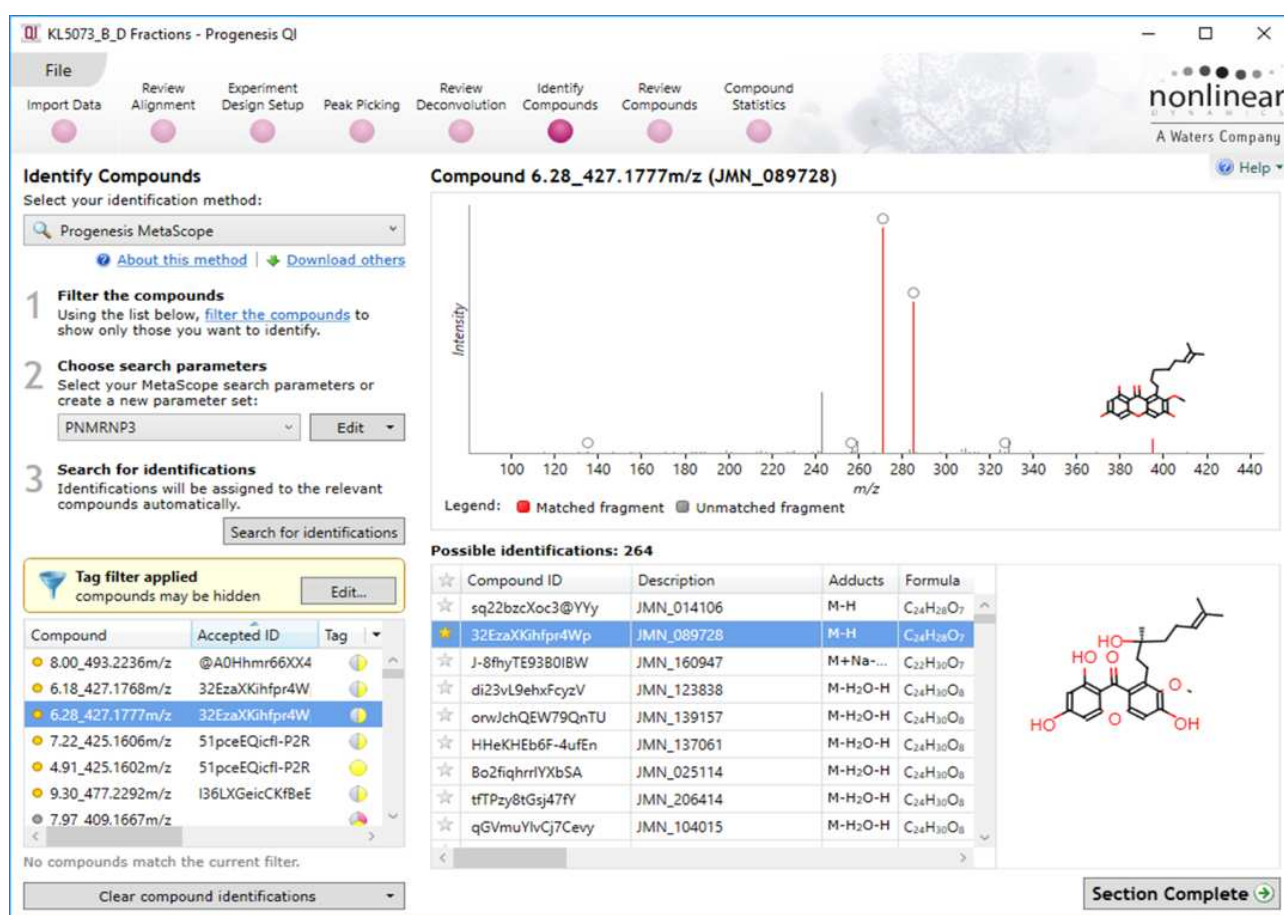 KL5073_B_D Fractions - Progenesis QI
File
Import Data
Review
Alignment
Experiment
Design Setup
Peak Picking
Review
Deconvolution
Identify
Compounds
Review
Compounds
Compound
Statistics
nonlinear
DYNAMICS
A Waters Company
Help
Identify Compounds
Select your identification method:
Progenesis MetaScope
About this method | Download others
1 Filter the compounds
Using the list below, filter the compounds to
show only those you want to identify.
2 Choose search parameters
Select your MetaScope search parameters or
create a new parameter set:
PNMRNP3 Edit
3 Search for identifications
Identifications will be assigned to the relevant
compounds automatically.
Search for identifications
Tag filter applied
compounds may be hidden
Edit...
Compound Accepted ID Tag
8.00_493.2236m/z @A0Hhmr66XX4
6.18_427.1768m/z 32EzaXKihfpr4W
6.28_427.1777m/z 32EzaXKihfpr4W
7.22_425.1606m/z 51pceEQicfl-P2R
4.91_425.1602m/z 51pceEQicfl-P2R
9.30_477.2292m/z I36LXGeicCKfBeE
7.97_409.1667m/z
No compounds match the current filter.
Clear compound identifications
Compound 6.28_427.1777m/z (JMN_089728)
Intensity
100 120 140 160 180 200 220 240 260 280 300 320 340 360 380 400 420 440
m/z
Legend: Matched fragment Unmatched fragment
Possible identifications: 264
Compound ID Description Adducts Formula
sq22bzcXoc3@YYy JMN_014106 M-H C₂₄H₂₈O₇
32EzaXKihfpr4Wp JMN_089728 M-H C₂₄H₂₈O₇
J-8fhyTE93B0IBW JMN_160947 M+Na-... C₂₂H₃₀O₇
di23vL9ehxFcyzV JMN_123838 M-H₂O-H C₂₄H₃₀O₈
orwJchQEW79QnTU JMN_139157 M-H₂O-H C₂₄H₃₀O₈
HHeKHEb6F-4ufEn JMN_137061 M-H₂O-H C₂₄H₃₀O₈
Bo2fiqhrrlYXbSA JMN_025114 M-H₂O-H C₂₄H₃₀O₈
tfTPzy8tGsj47fY JMN_206414 M-H₂O-H C₂₄H₃₀O₈
qGVmuYlvCj7Cevy JMN_104015 M-H₂O-H C₂₄H₃₀O₈
HO
HO O
O
HO O O OH
Section Complete